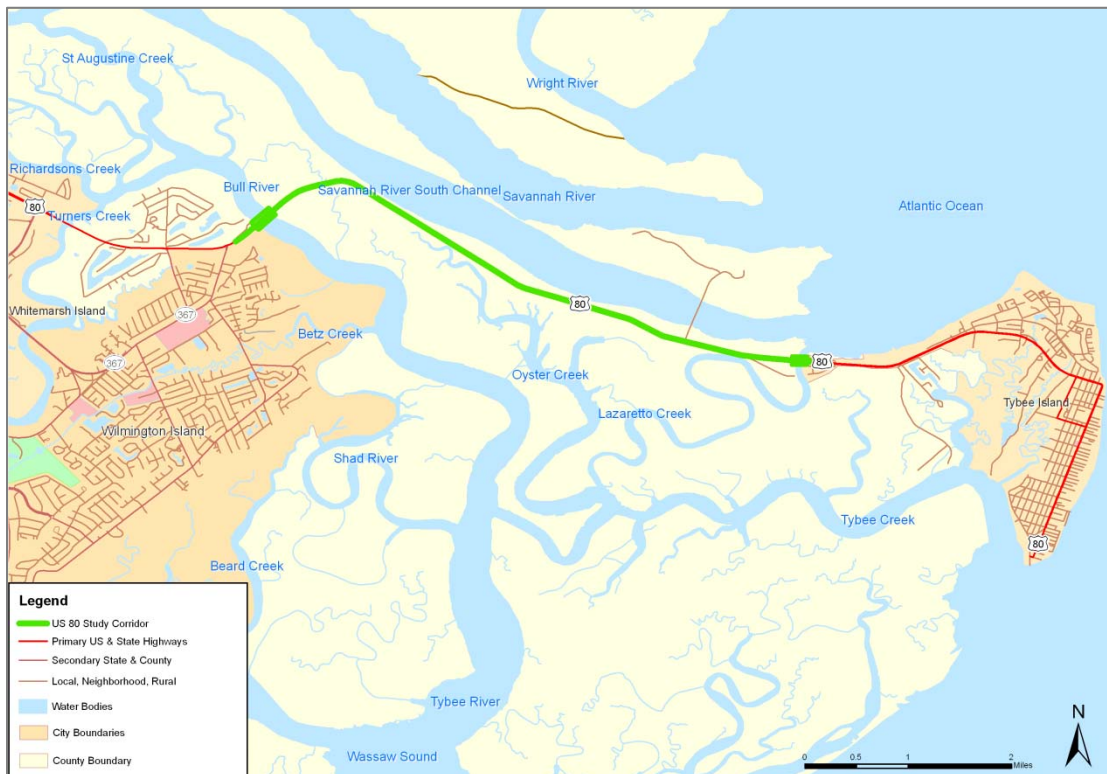 St Augustine Creek
Wright River
Richardsons Creek
Bull River
Savannah River South Channel
Savannah River
80
Turners Creek
Atlantic Ocean
80
Whitemarsh Island
367
Betz Creek
80
367
Oyster Creek
Lazaretto Creek
Tybee Island
Wilmington Island
Shad River
Tybee Creek
80
Beard Creek
Legend
US 80 Study Corridor
Primary US & State Highways
Secondary State & County
Local, Neighborhood, Rural
Water Bodies
City Boundaries
County Boundary
Tybee River
Wassaw Sound
N
0 0.5 1 2
Miles